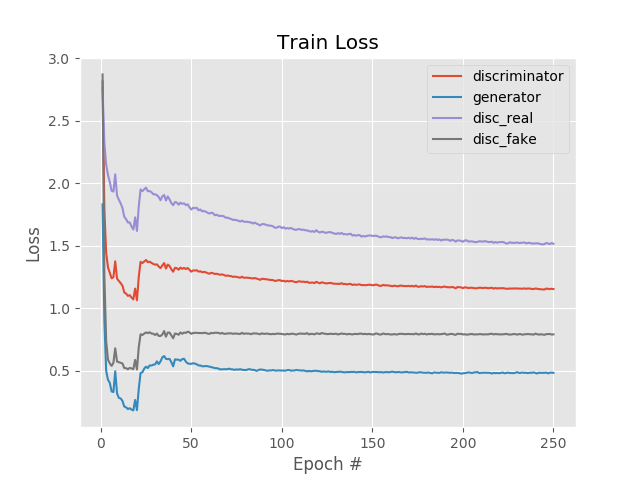 Train Loss
3.0
2.5
2.0
1.5
1.0
0.5
Loss
0
50
100
150
200
250
Epoch #
discriminator
generator
disc_real
disc_fake